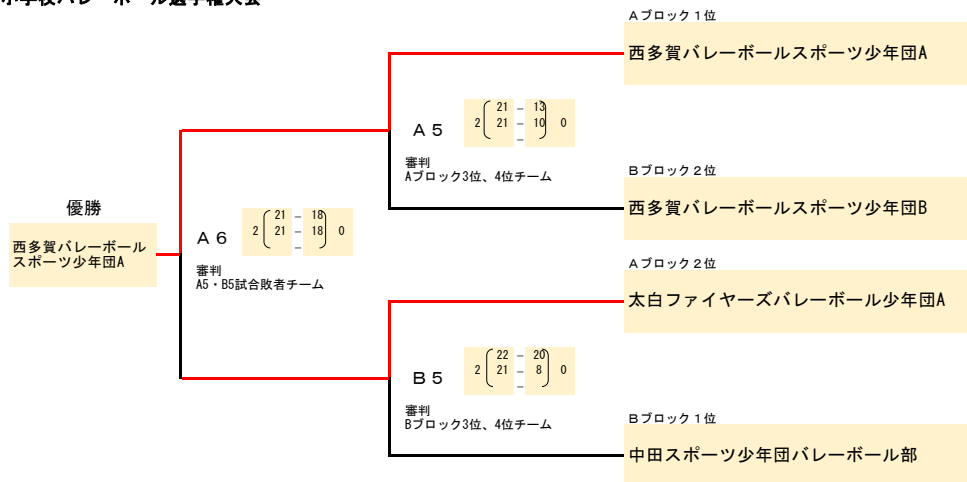 小学校バレーボール選手権大会
Aブロック1位
西多賀バレーボールスポーツ少年団A
A5
2 21 - 13 0
21 - 10
-
審判
Aブロック3位、4位チーム
Bブロック2位
西多賀バレーボールスポーツ少年団B
優勝
西多賀バレーボール
スポーツ少年団A
A6
2 21 - 18 0
21 - 18
-
審判
A5・B5試合敗者チーム
Aブロック2位
太白ファイヤーズバレーボール少年団A
B5
2 22 - 20 0
21 - 8
-
審判
Bブロック3位、4位チーム
Bブロック1位
中田スポーツ少年団バレーボール部